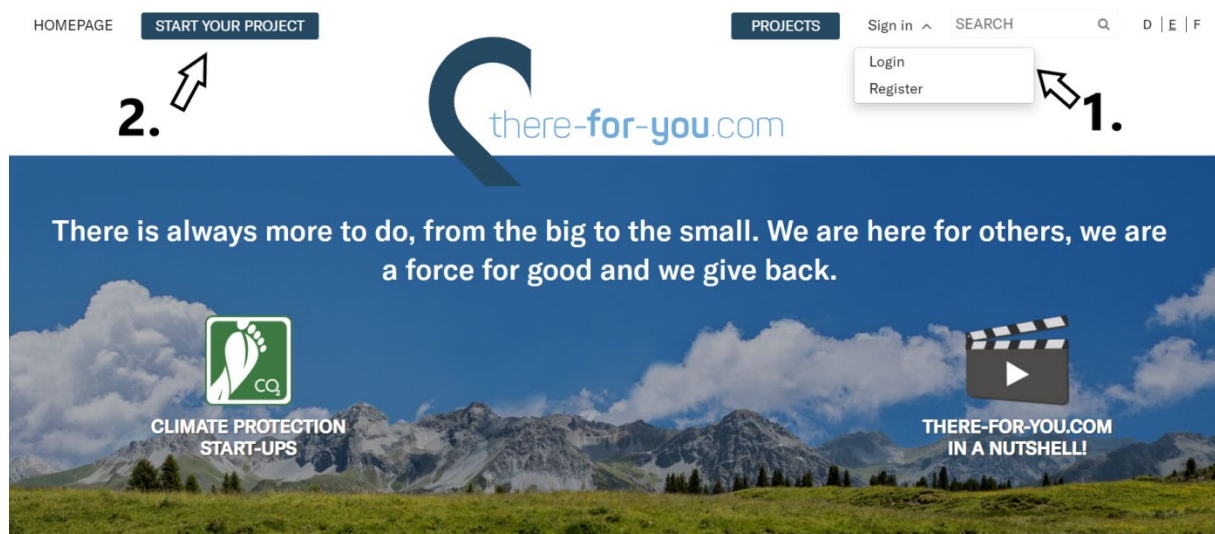 HOMEPAGE START YOUR PROJECT PROJECTS Sign in SEARCH D | E | F
Login
Register
2.
1.
there-for-you.com
There is always more to do, from the big to the small. We are here for others, we are
a force for good and we give back.
CO2
CLIMATE PROTECTION
START-UPS
THERE-FOR-YOU.COM
IN A NUTSHELL!